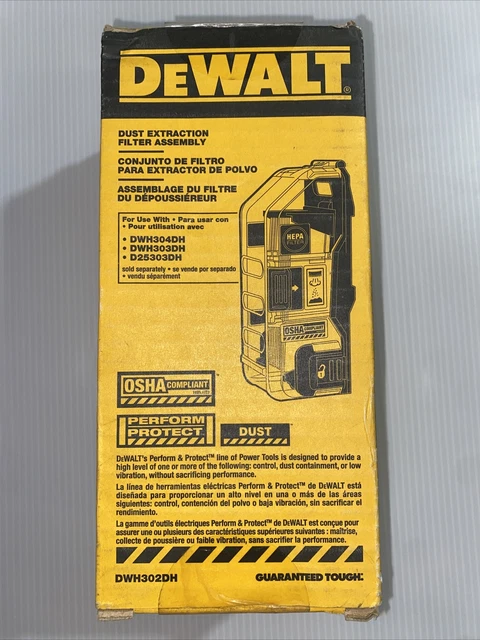 DEWALT®
DUST EXTRACTION
FILTER ASSEMBLY
CONJUNTO DE FILTRO
PARA EXTRACTOR DE POLVO
ASSEMBLAGE DU FILTRE
DU DÉPOUSSIÉREUR
For Use With • Para usar con
• Pour utilisation avec
• DWH304DH
• DWH303DH
• D25303DH
sold separately • se vende por separado
• vendu séparément
HEPA
FILTER
OSHA COMPLIANT
OSHA COMPLIANT
PERFORM
PROTECT™
DUST
DEWALT's Perform & Protect™ line of Power Tools is designed to provide a
high level of one or more of the following: control, dust containment, or low
vibration, without sacrificing performance.
La línea de herramientas eléctricas Perform & Protect™ de DEWALT está
diseñada para proporcionar un alto nivel en una o más de las áreas
siguientes: control, contención del polvo o baja vibración, sin sacrificar el
rendimiento.
La gamme d'outils électriques Perform & Protect™ de DEWALT est conçue pour
assurer une ou plusieurs des caractéristiques supérieures suivantes : maîtrise,
collecte de poussière ou faible vibration, sans sacrifier la performance.
DWH302DH
GUARANTEED TOUGH.®